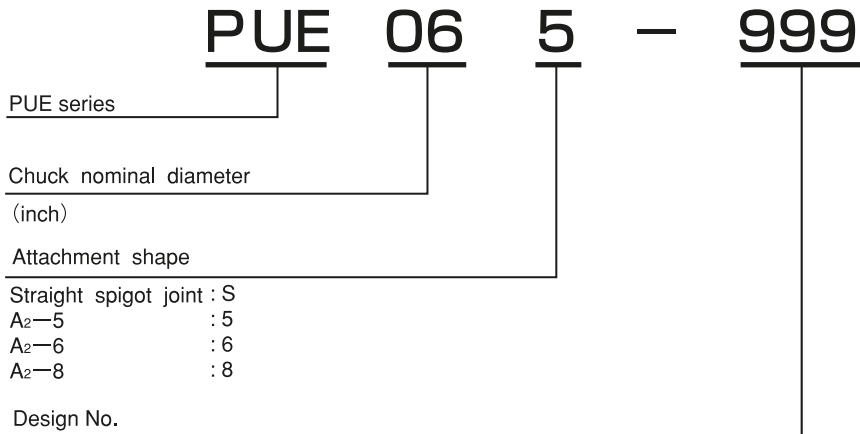 PUE 06 5 － 999
PUE series
Chuck nominal diameter
（inch）
Attachment shape
Straight spigot joint : S
A₂－5 : 5
A₂－6 : 6
A₂－8 : 8
Design No.